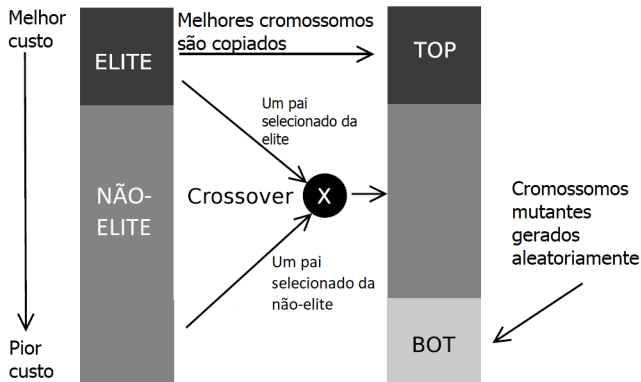 Melhor
custo
ELITE
Melhores cromossomos
são copiados
TOP
Um pai
selecionado da
elite
NÃO-
ELITE
Crossover
X
Um pai
selecionado da
não-elite
Cromossomos
mutantes
gerados
aleatoriamente
Pior
custo
BOT